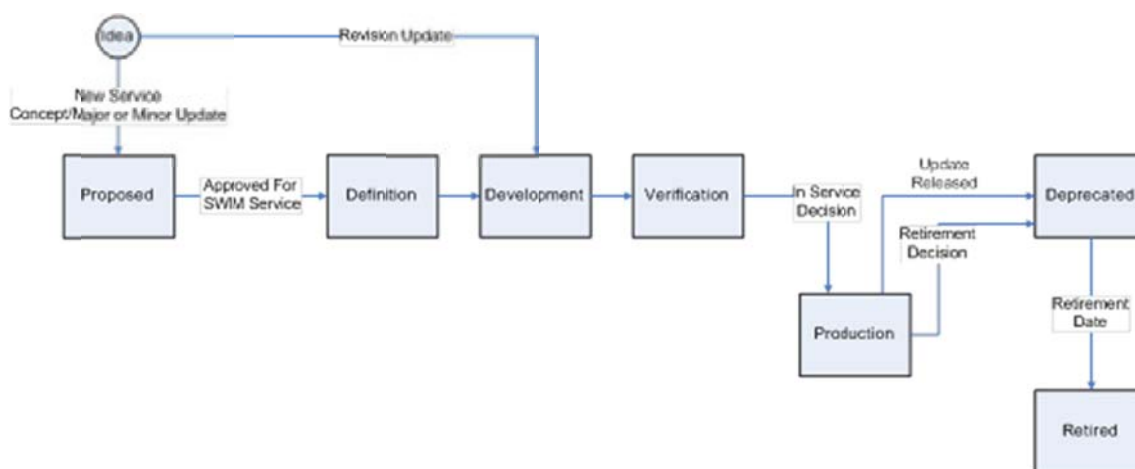 Idea
Revision Update
New Service
Concept/Major or Minor Update
Proposed
Approved For
SWIM Service
Definition
Development
Verification
In Service
Decision
Update
Released
Deprecated
Retirement
Decision
Production
Retirement
Date
Retired